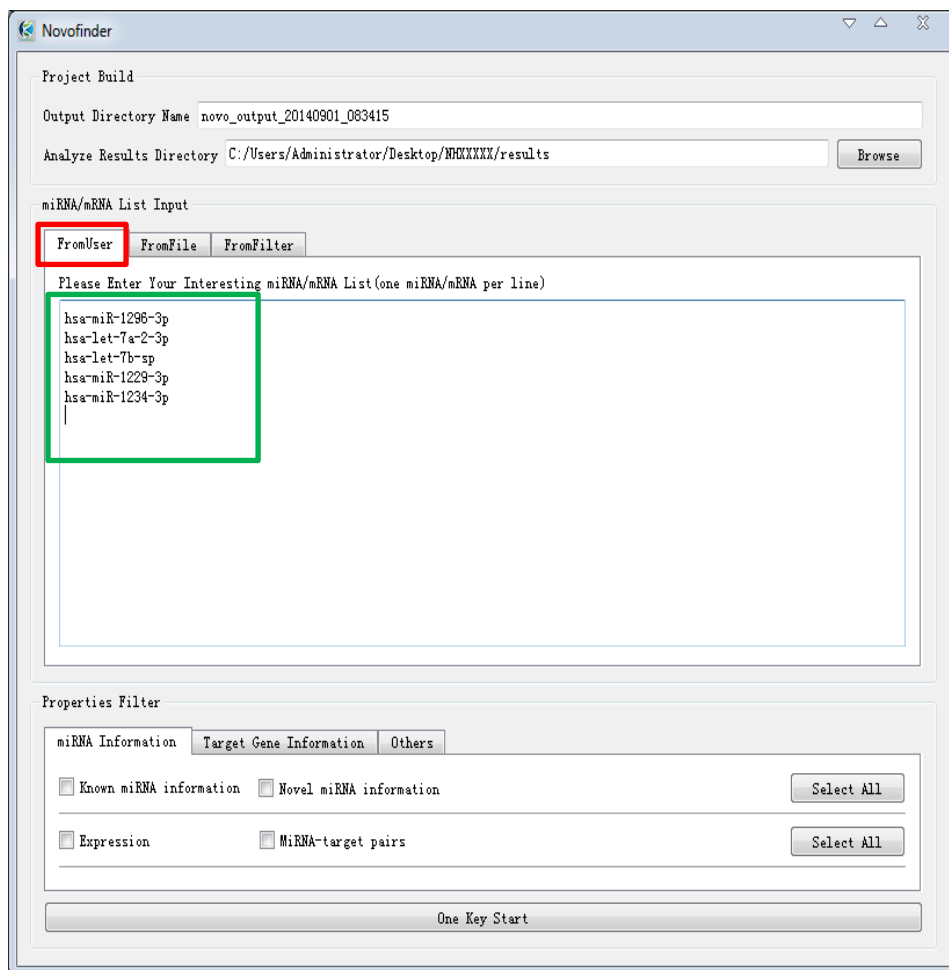 Novofinder
Project Build
Output Directory Name novo_output_20140901_083415
Analyze Results Directory C:/Users/Administrator/Desktop/NHXXXXX/results Browse
miRNA/mRNA List Input
FromUser FromFile FromFilter
Please Enter Your Interesting miRNA/mRNA List(one miRNA/mRNA per line)
hsa-miR-1296-3p
hsa-let-7a-2-3p
hsa-let-7b-sp
hsa-miR-1229-3p
hsa-miR-1234-3p
Properties Filter
miRNA Information Target Gene Information Others
Known miRNA information Novel miRNA information Select All
Expression MiRNA-target pairs Select All
One Key Start